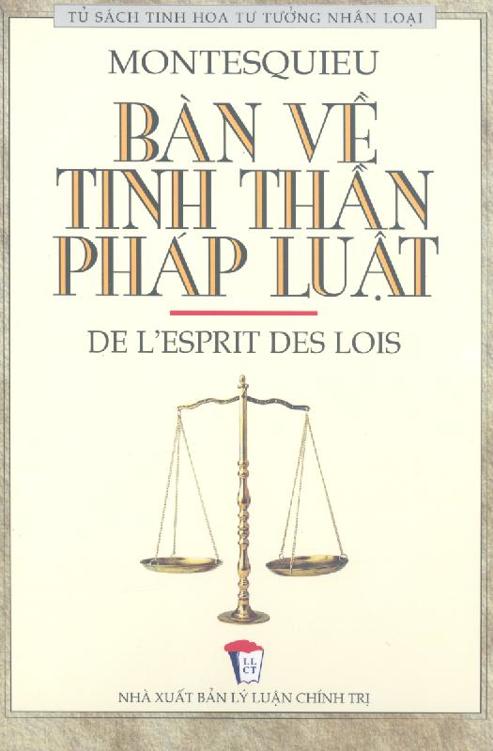 TỦ SÁCH TINH HOA TƯ TƯỞNG NHÂN LOẠI
MONTESQUIEU
BÀN VỀ
TINH THẦN
PHÁP LUẬT
DE L'ESPRIT DES LOIS
LL
CT
NHÀ XUẤT BẢN LÝ LUẬN CHÍNH TRỊ